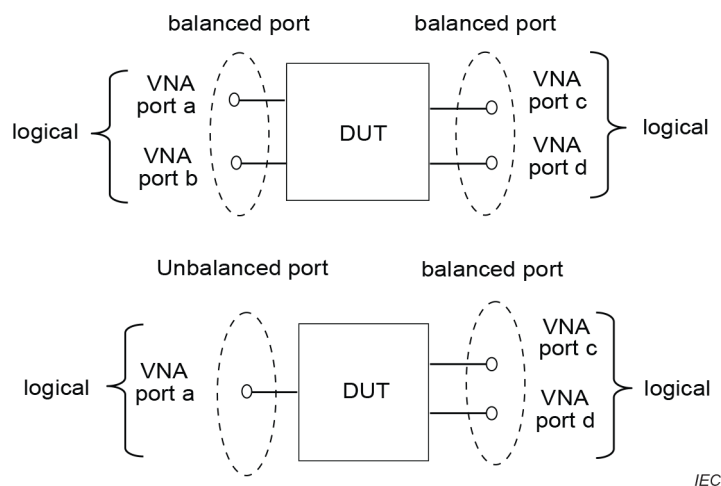 balanced port
balanced port
VNA
port a
VNA
port b
logical
DUT
VNA
port c
VNA
port d
logical
Unbalanced port
balanced port
VNA
port a
logical
DUT
VNA
port c
VNA
port d
logical
IEC